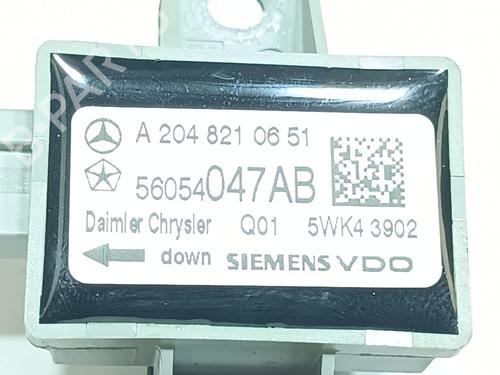 A 204 821 06 51
56054047AB
Daimler Chrysler Q01 5WK4 3902
down SIEMENS VDO